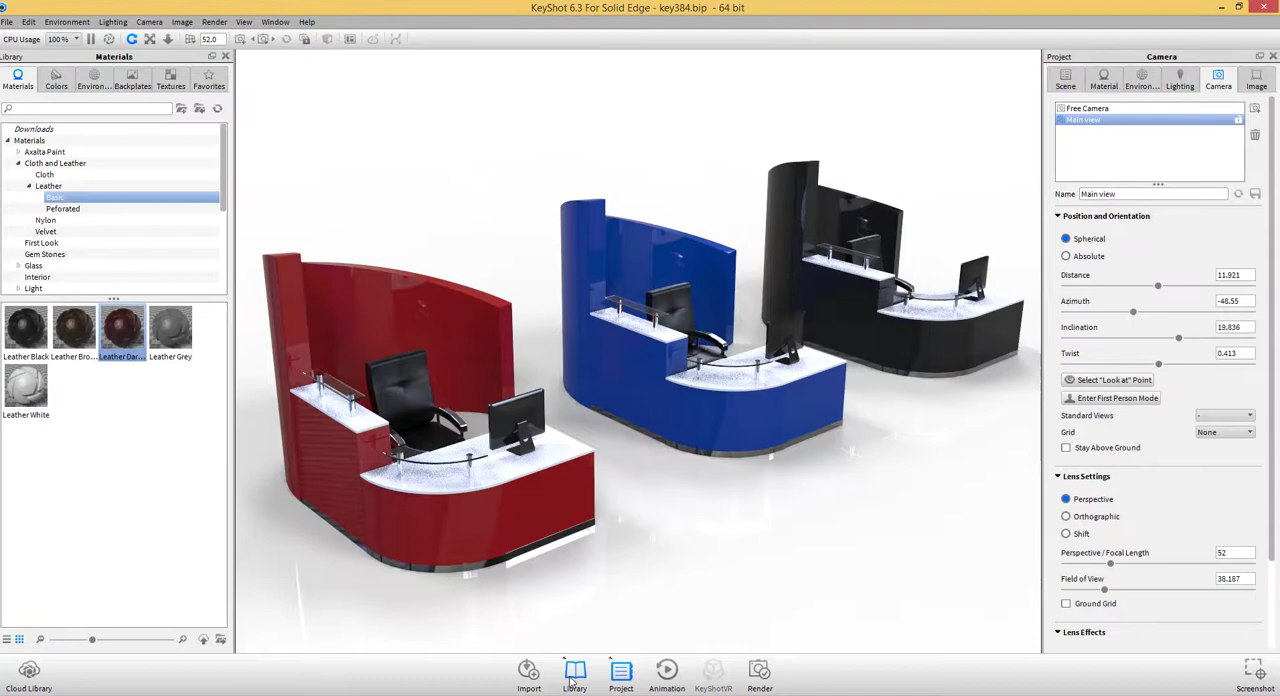 KeyShot 6.3 For Solid Edge - key384.bip - 64 bit
File Edit Environment Lighting Camera Image Render View Window Help
CPU Usage 100% 52.0
Library Materials
Materials Colors Environ... Backplates Textures Favorites
Downloads
Materials
Axalta Paint
Cloth and Leather
Cloth
Leather
Basic
Peforated
Nylon
Velvet
First Look
Gem Stones
Glass
Interior
Light
Leather Black Leather Bro... Leather Dar... Leather Grey
Leather White
Project Camera
Scene Material Environ... Lighting Camera Image
Free Camera
Main view
Name Main view
Position and Orientation
Spherical
Absolute
Distance 11.921
Azimuth -48.55
Inclination 19.836
Twist 0.413
Select "Look at" Point
Enter First Person Mode
Standard Views -
Grid None
Stay Above Ground
Lens Settings
Perspective
Orthographic
Shift
Perspective / Focal Length 52
Field of View 38.187
Ground Grid
Lens Effects
Cloud Library Import Library Project Animation KeyShotVR Render Screenshot